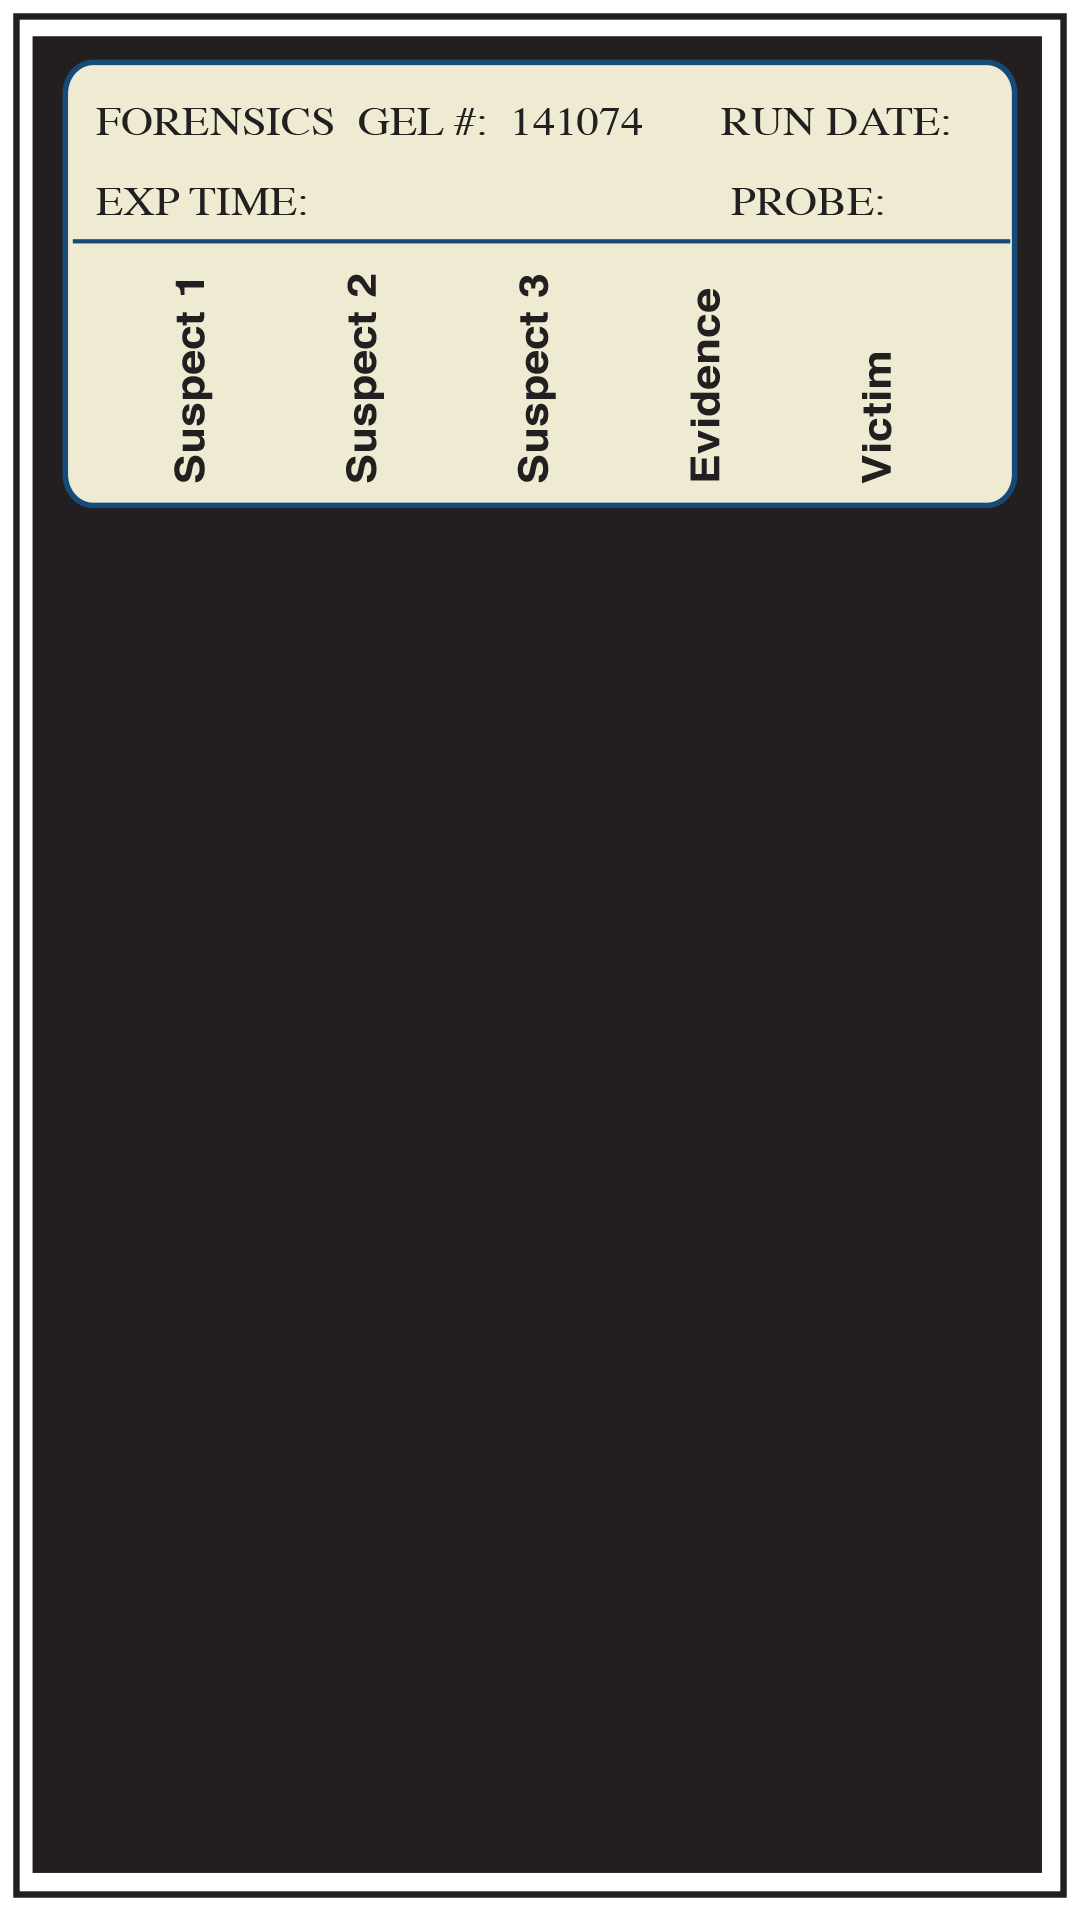 FORENSICS GEL #: 141074 RUN DATE:
EXP TIME: PROBE:
Suspect 1
Suspect 2
Suspect 3
Evidence
Victim